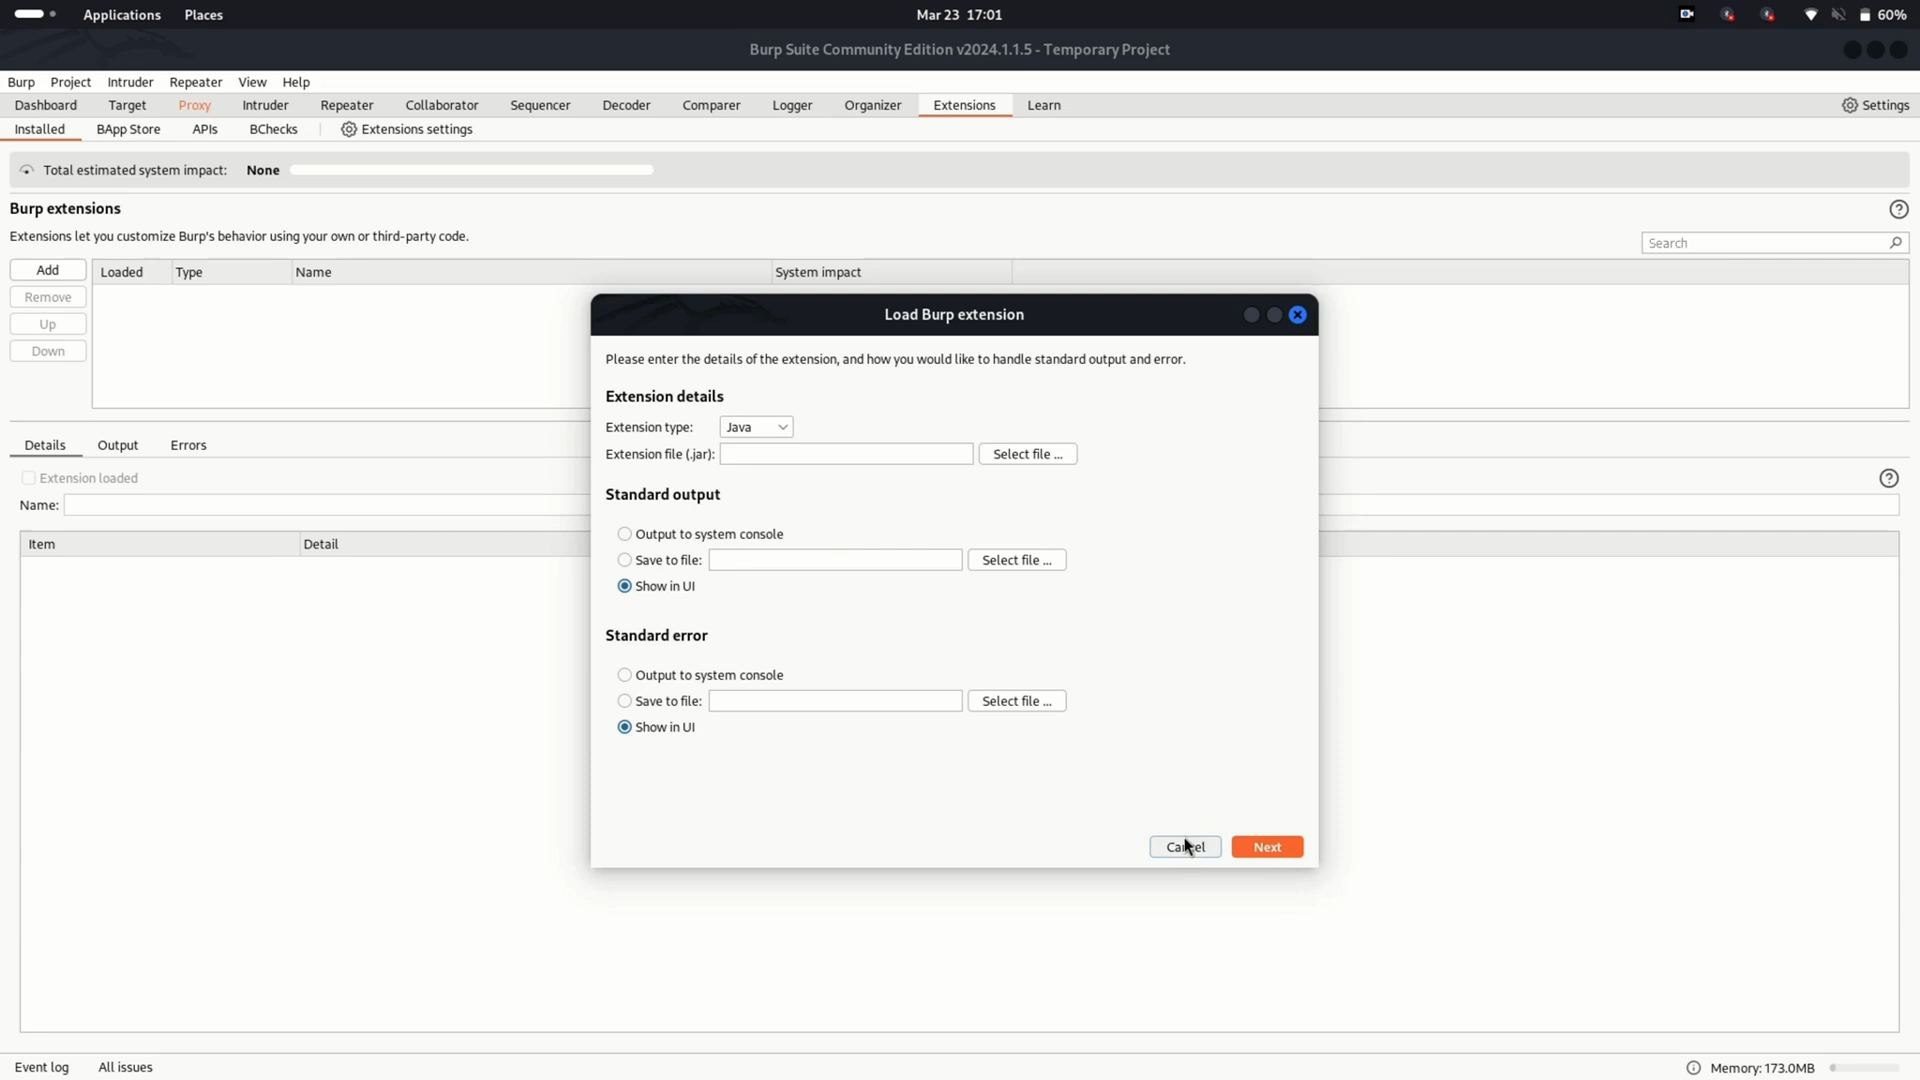 Applications Places Mar 23 17:01 60%
Burp Suite Community Edition v2024.1.1.5 - Temporary Project
Burp Project Intruder Repeater View Help
Dashboard Target Proxy Intruder Repeater Collaborator Sequencer Decoder Comparer Logger Organizer Extensions Learn Settings
Installed BApp Store APIs BChecks Extensions settings
Total estimated system impact: None
Burp extensions
Extensions let you customize Burp's behavior using your own or third-party code.
Search
Add Loaded Type Name System impact
Remove
Up
Down
Load Burp extension
Please enter the details of the extension, and how you would like to handle standard output and error.
Extension details
Extension type: Java
Extension file (.jar): Select file ...
Standard output
Output to system console
Save to file: Select file ...
Show in UI
Standard error
Output to system console
Save to file: Select file ...
Show in UI
Cancel Next
Details Output Errors
Extension loaded
Name:
Item Detail
Event log All issues Memory: 173.0MB